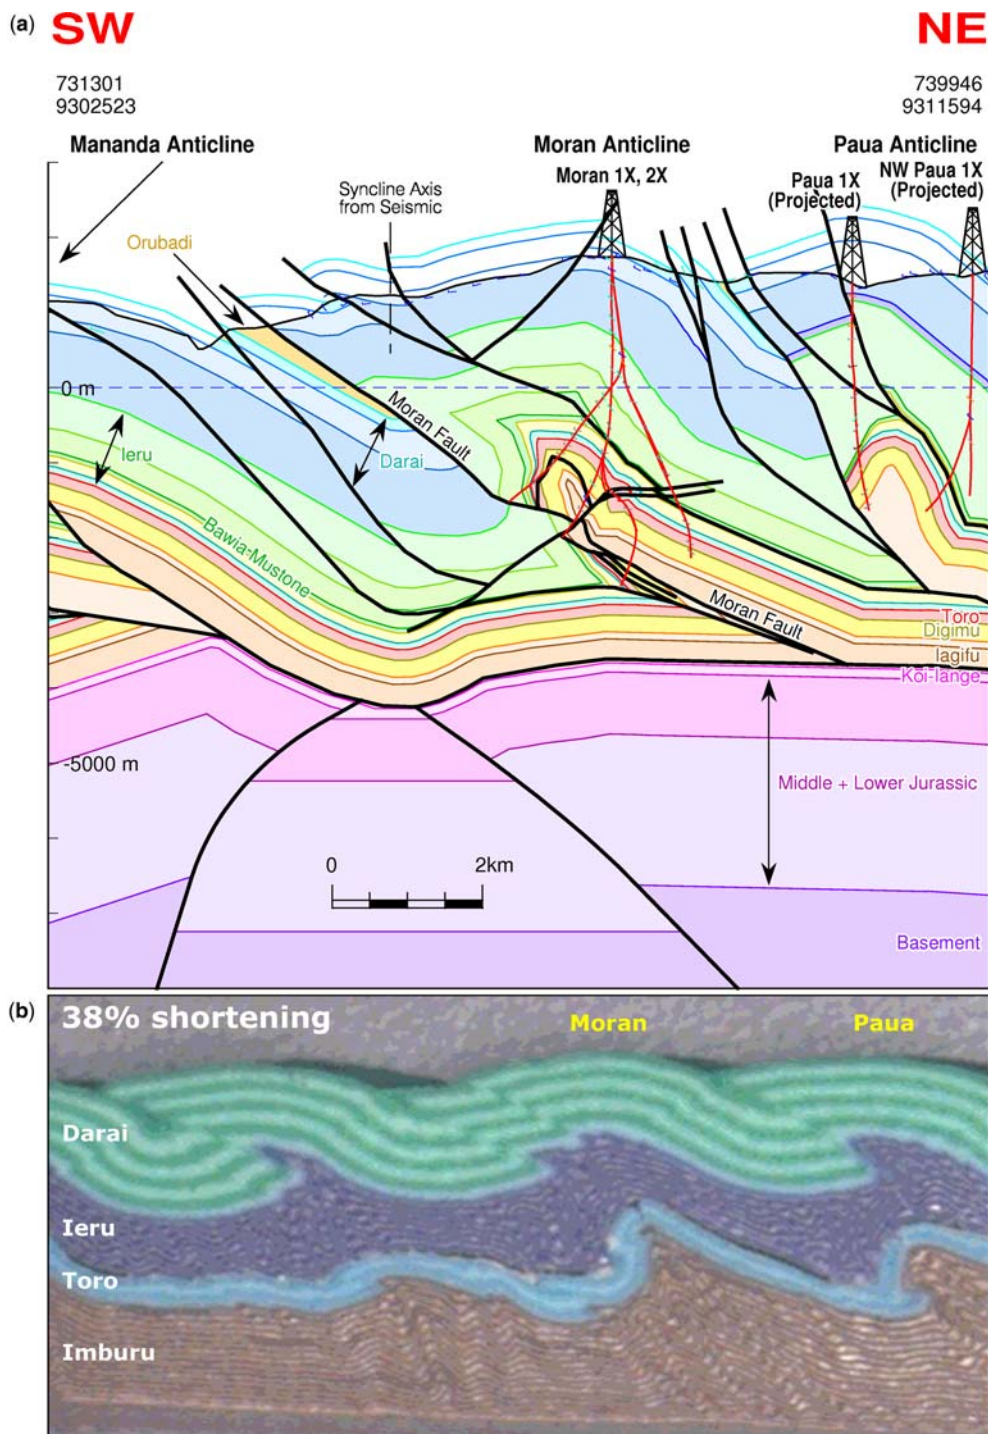 (a) SW NE
731301 739946
9302523 9311594
Mananda Anticline Moran Anticline Paua Anticline
Moran 1X, 2X
NW Paua 1X
(Projected)
Paua 1X
(Projected)
Syncline Axis
from Seismic
Orubadi
0 m
Moran Fault
Ieru
Darai
Bawia-Mustone
Moran Fault
Toro
Digimu
Iagifu
Koi-Iange
-5000 m
Middle + Lower Jurassic
0 2km
Basement
(b) 38% shortening Moran Paua
Darai
Ieru
Toro
Imburu